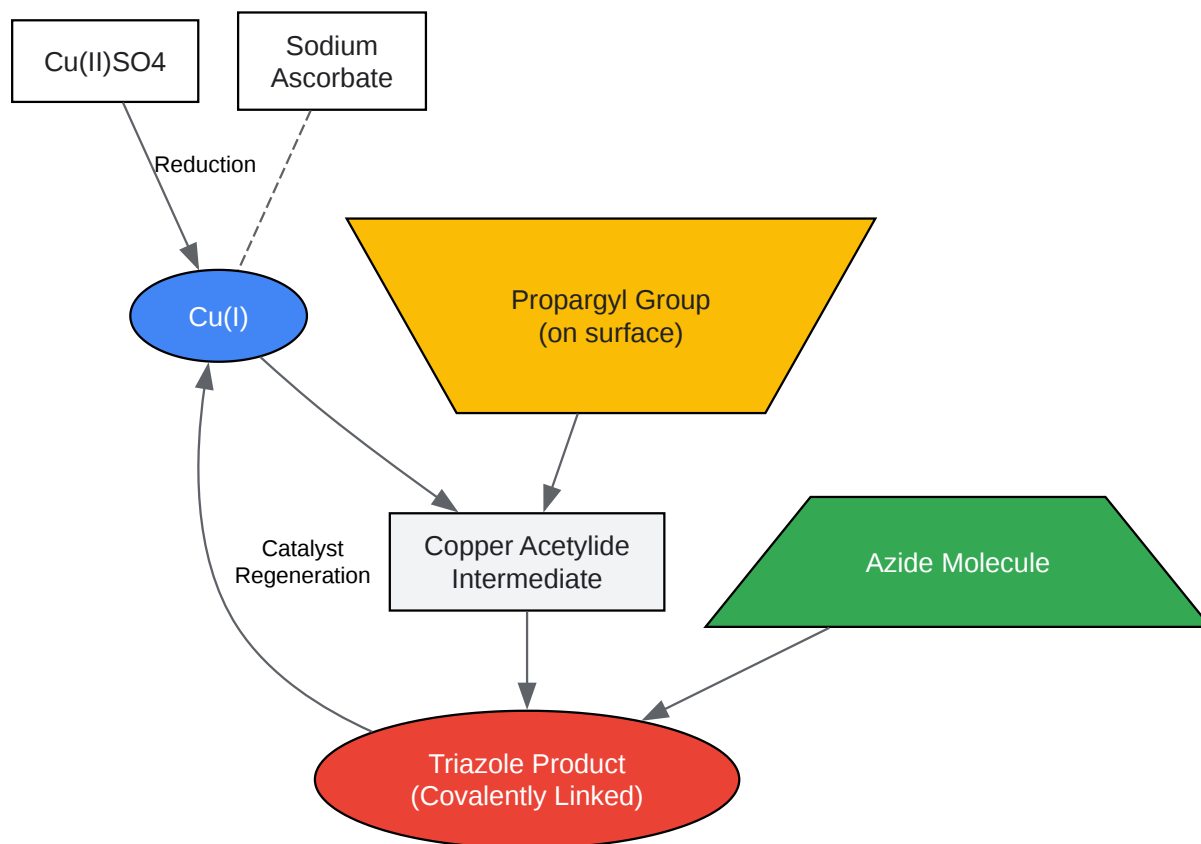 Cu(II)SO4
Sodium
Ascorbate
Reduction
Cu(I)
Propargyl Group
(on surface)
Catalyst
Regeneration
Copper Acetylide
Intermediate
Azide Molecule
Triazole Product
(Covalently Linked)